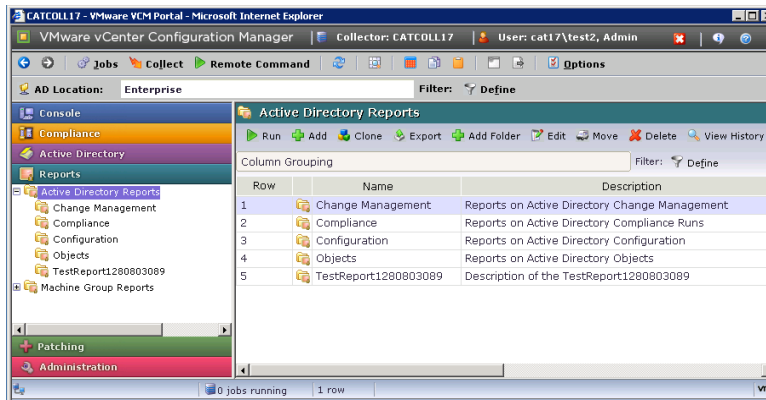 CATCOLL17 - VMware VCM Portal - Microsoft Internet Explorer
VMware vCenter Configuration Manager | Collector: CATCOLL17 | User: cat17\test2, Admin
Jobs Collect Remote Command Options
AD Location: Enterprise Filter: Define
Console
Compliance
Active Directory
Reports
Active Directory Reports
Change Management
Compliance
Configuration
Objects
TestReport1280803089
Machine Group Reports
Patching
Administration
Active Directory Reports
Run Add Clone Export Add Folder Edit Move Delete View History
Column Grouping Filter: Define
Row Name Description
1 Change Management Reports on Active Directory Change Management
2 Compliance Reports on Active Directory Compliance Runs
3 Configuration Reports on Active Directory Configuration
4 Objects Reports on Active Directory Objects
5 TestReport1280803089 Description of the TestReport1280803089
0 jobs running 1 row